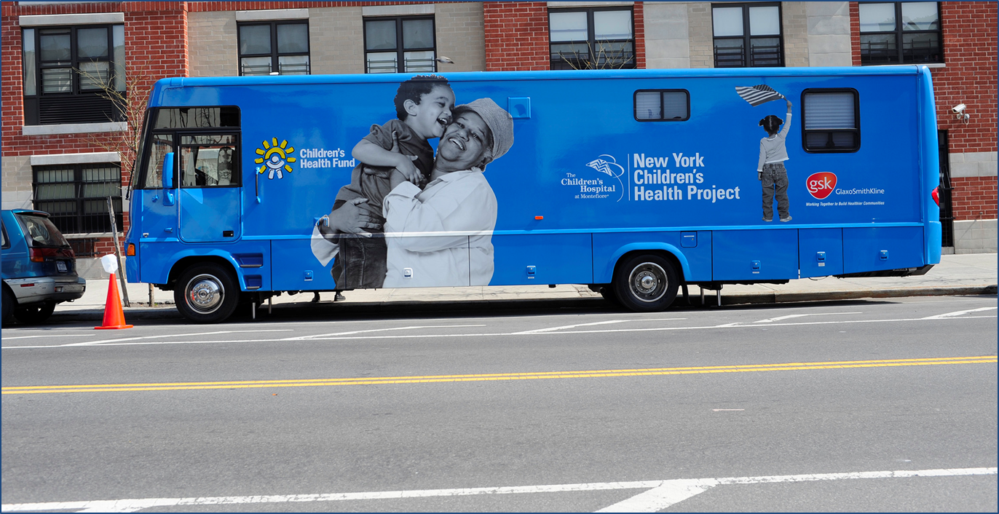 Children's
Health Fund
The
Children's
Hospital
at Montefiore
New York
Children's
Health Project
gsk
GlaxoSmithKline
Working Together to Build Healthier Communities